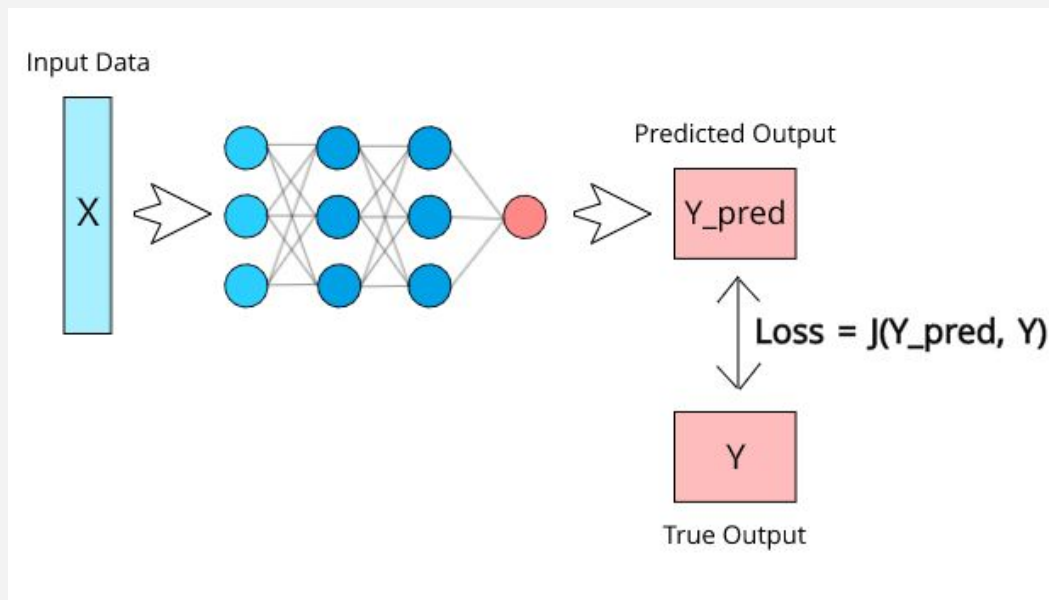 Input Data
X
Predicted Output
Y_pred
Loss = J(Y_pred, Y)
Y
True Output